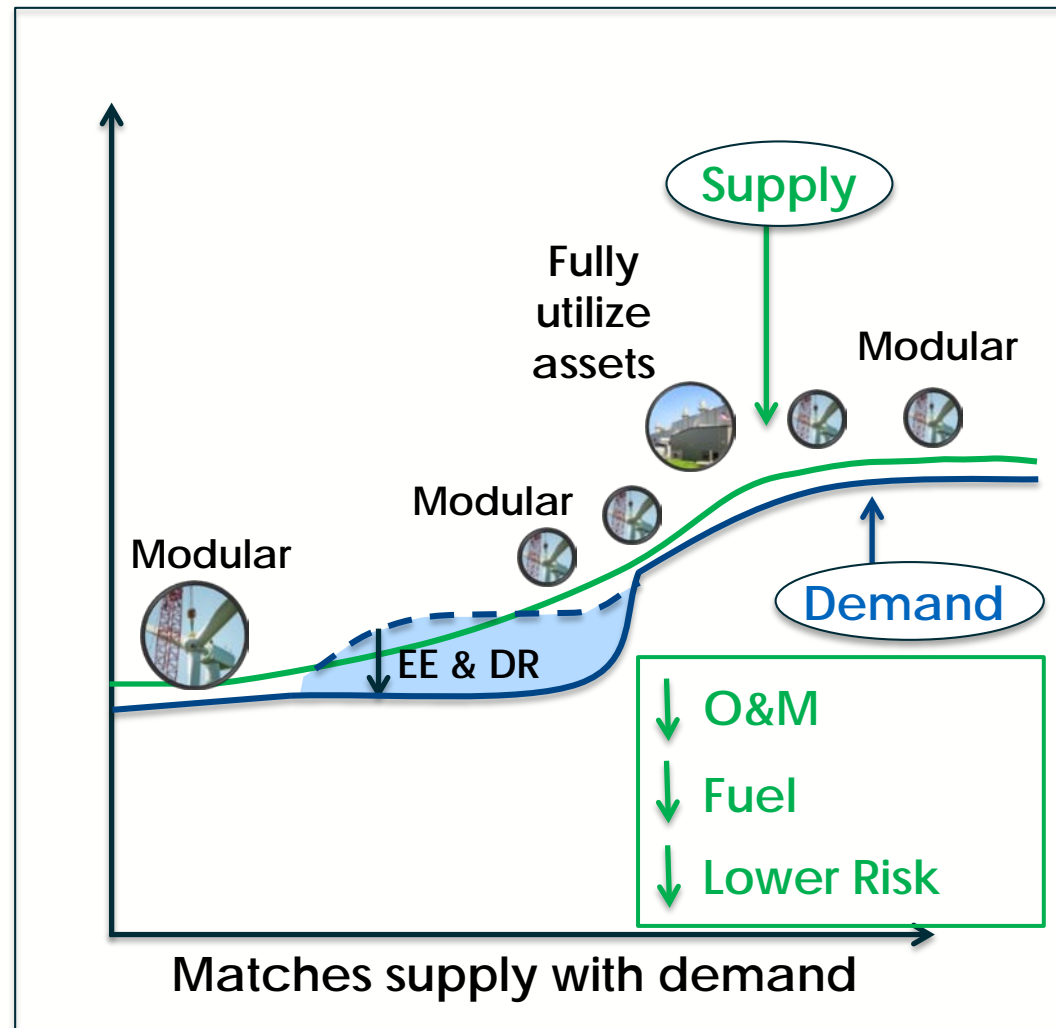 Supply
Fully
utilize
assets
Modular
Modular
Modular
Demand
EE & DR
O&M
Fuel
Lower Risk
Matches supply with demand